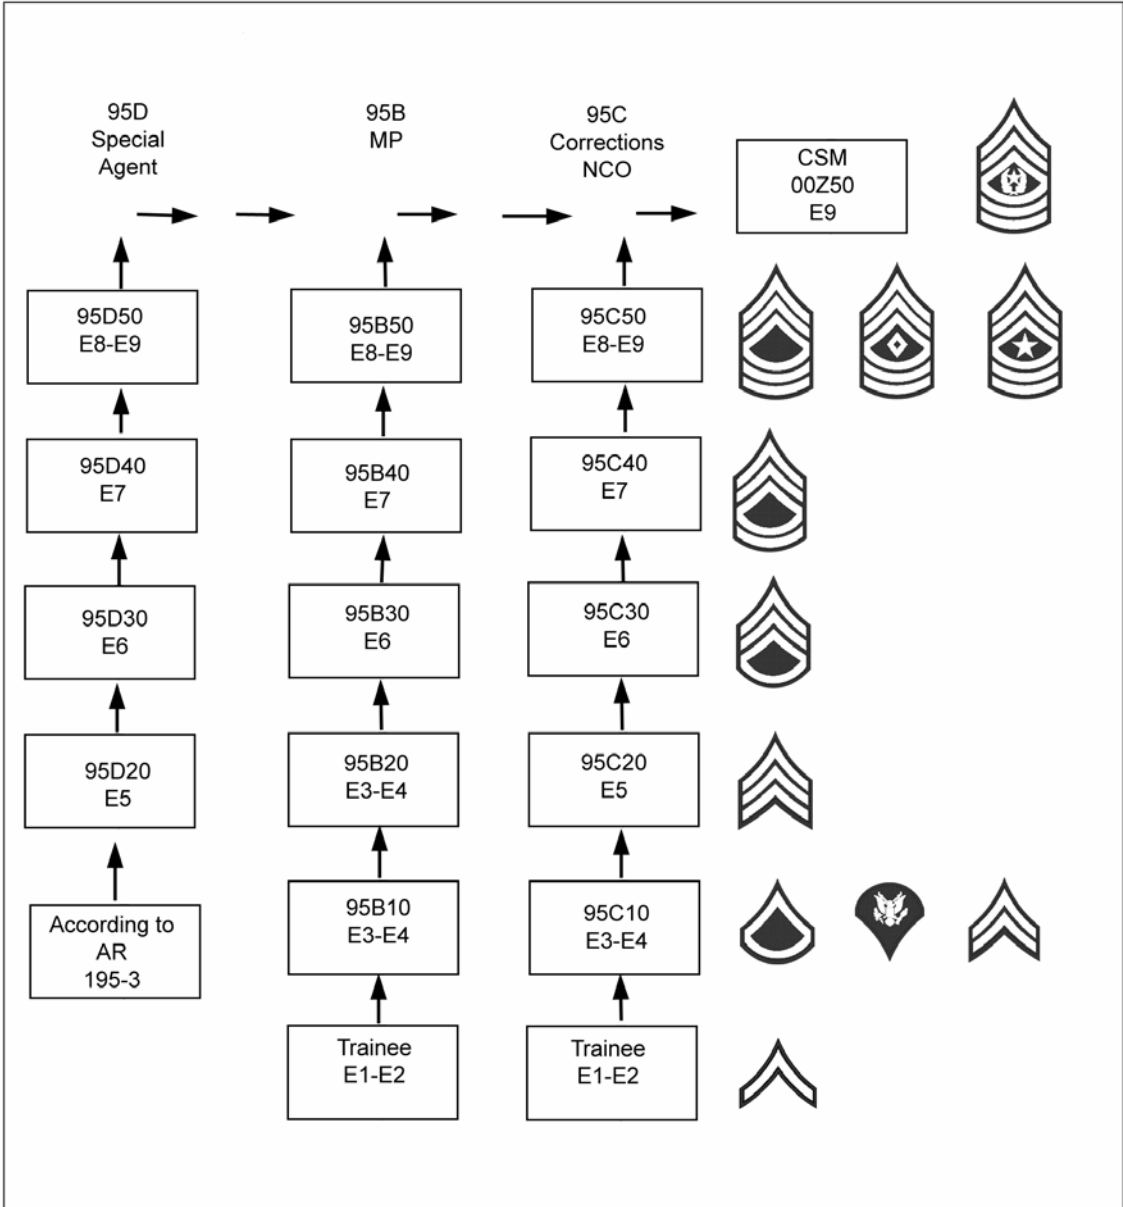 95D
Special
Agent
95B
MP
95C
Corrections
NCO
CSM
00Z50
E9
95D50
E8-E9
95B50
E8-E9
95C50
E8-E9
95D40
E7
95B40
E7
95C40
E7
95D30
E6
95B30
E6
95C30
E6
95D20
E5
95B20
E3-E4
95C20
E5
According to
AR
195-3
95B10
E3-E4
95C10
E3-E4
Trainee
E1-E2
Trainee
E1-E2